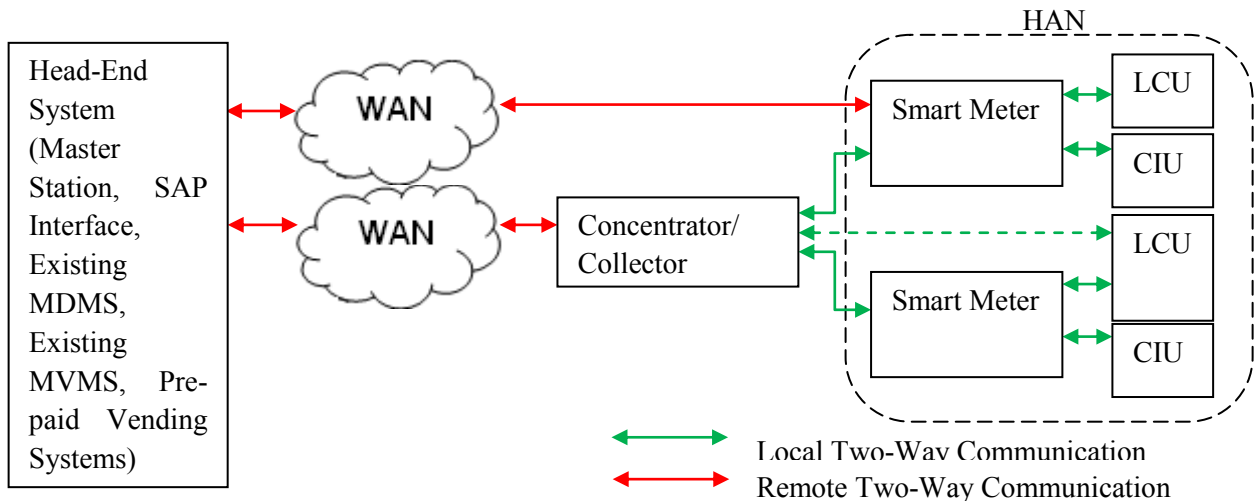 HAN
Head-End
System
(Master
Station, SAP
Interface,
Existing
MDMS,
Existing
MVMS, Pre-
paid Vending
Systems)
WAN
WAN
Concentrator/
Collector
Smart Meter
LCU
CIU
Smart Meter
LCU
CIU
Local Two-Way Communication
Remote Two-Way Communication